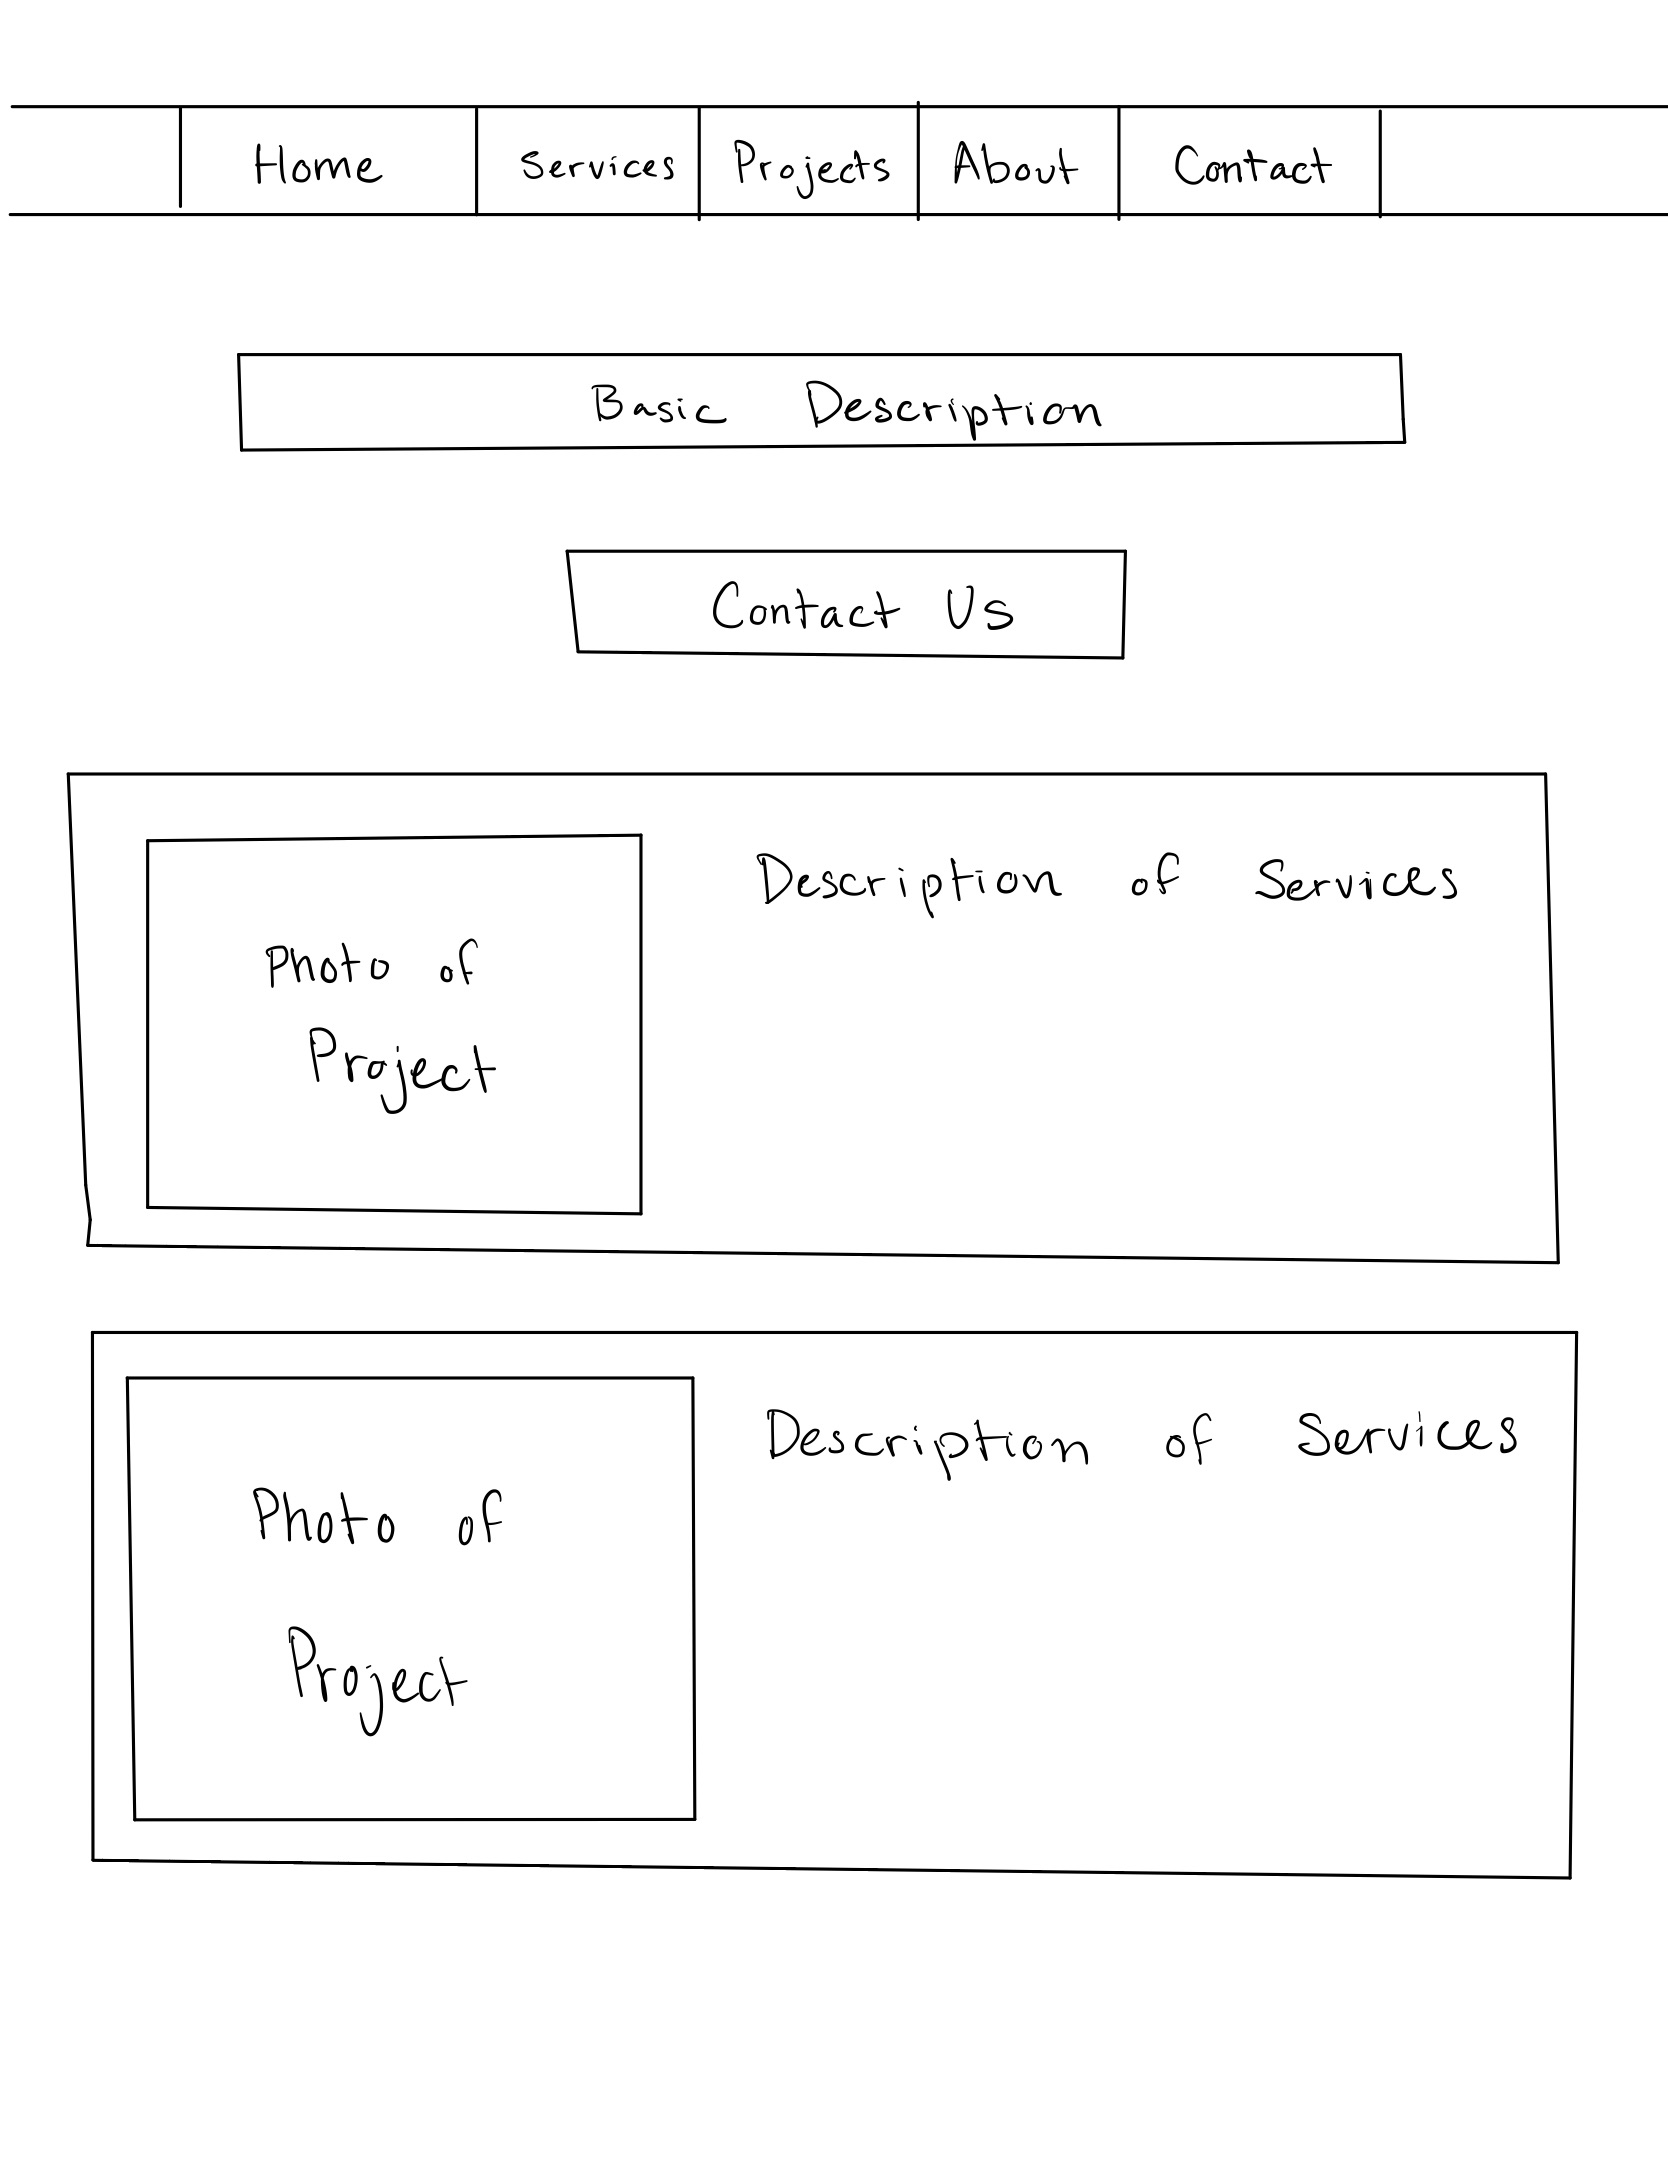 Home Services Projects About Contact
Basic Description
Contact Us
Photo of
Project
Description of Services
Photo of
Project
Description of Services